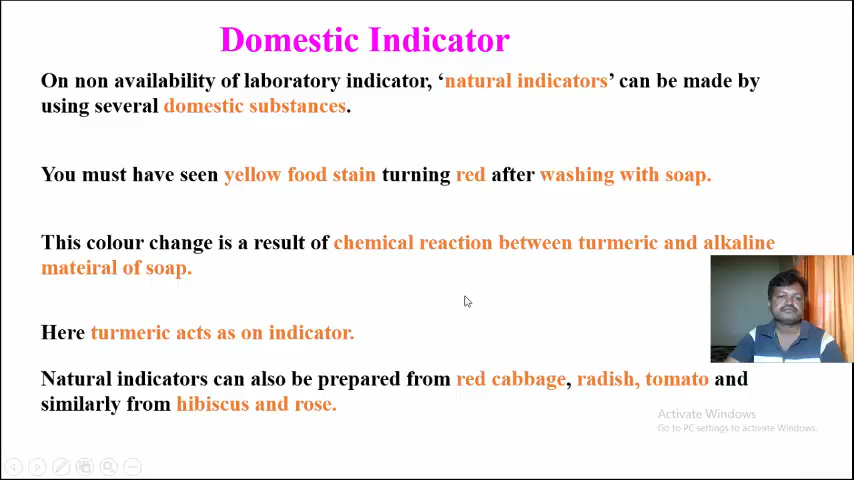 Domestic Indicator
On non availability of laboratory indicator, ‘natural indicators’ can be made by
using several domestic substances.
You must have seen yellow food stain turning red after washing with soap.
This colour change is a result of chemical reaction between turmeric and alkaline
mateiral of soap.
Here turmeric acts as on indicator.
Natural indicators can also be prepared from red cabbage, radish, tomato and
similarly from hibiscus and rose.
Activate Windows
Go to PC settings to activate Windows.